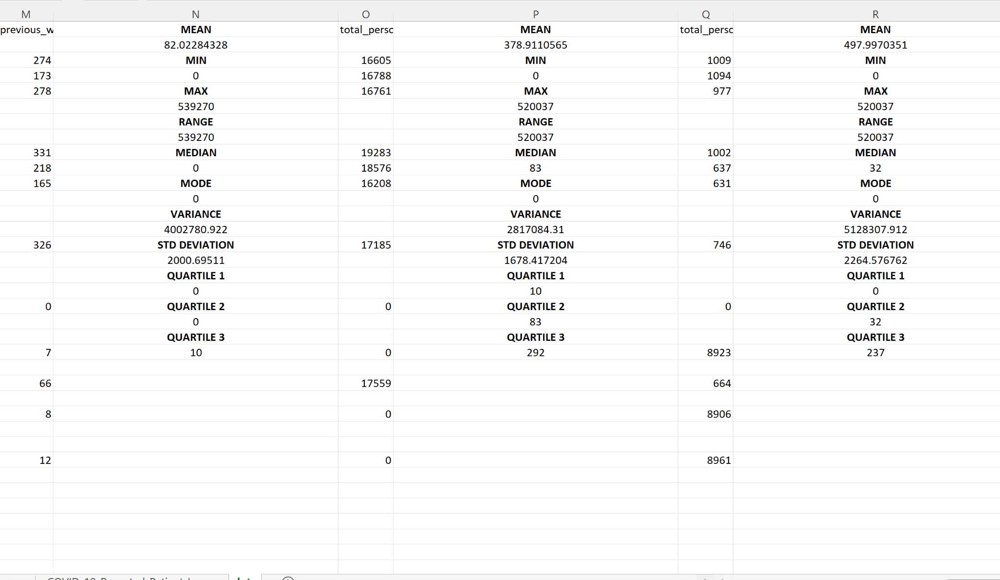 M N O P Q R
previous_w MEAN total_perso MEAN total_perso MEAN
82.02284328 378.9110565 497.9970351
274 MIN 16605 MIN 1009 MIN
173 0 16788 0 1094 0
278 MAX 16761 MAX 977 MAX
539270 520037 520037
RANGE RANGE RANGE
539270 520037 520037
331 MEDIAN 19283 MEDIAN 1002 MEDIAN
218 0 18576 83 637 32
165 MODE 16208 MODE 631 MODE
0 0 0
VARIANCE VARIANCE VARIANCE
4002780.922 2817084.31 5128307.912
326 STD DEVIATION 17185 STD DEVIATION 746 STD DEVIATION
2000.69511 1678.417204 2264.576762
QUARTILE 1 QUARTILE 1 QUARTILE 1
0 10 0
0 QUARTILE 2 0 QUARTILE 2 0 QUARTILE 2
0 83 32
QUARTILE 3 QUARTILE 3 QUARTILE 3
7 10 0 292 8923 237
66 17559 664
8 0 8906
12 0 8961